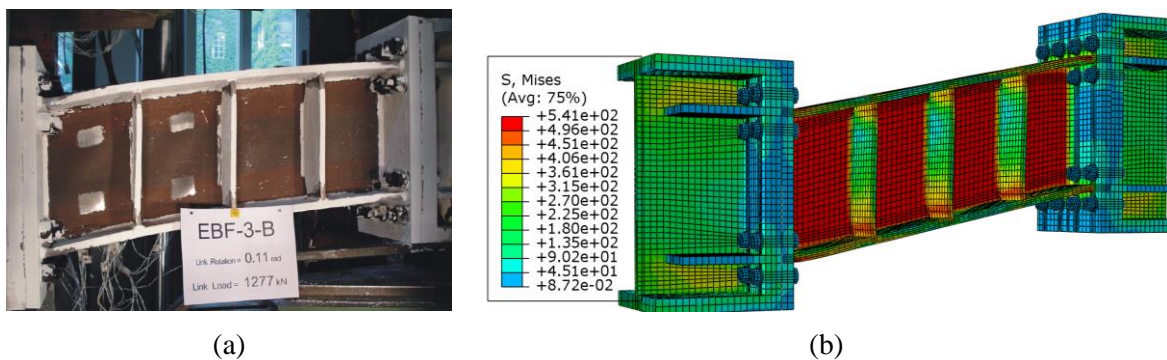 EBF-3-B
Link Rotation = 0.11 rad
Link Load = 1277 kN
S, Mises
(Avg: 75%)
+5.41e+02
+4.96e+02
+4.51e+02
+4.06e+02
+3.61e+02
+3.15e+02
+2.70e+02
+2.25e+02
+1.80e+02
+1.35e+02
+9.02e+01
+4.51e+01
+8.72e-02
(a)
(b)